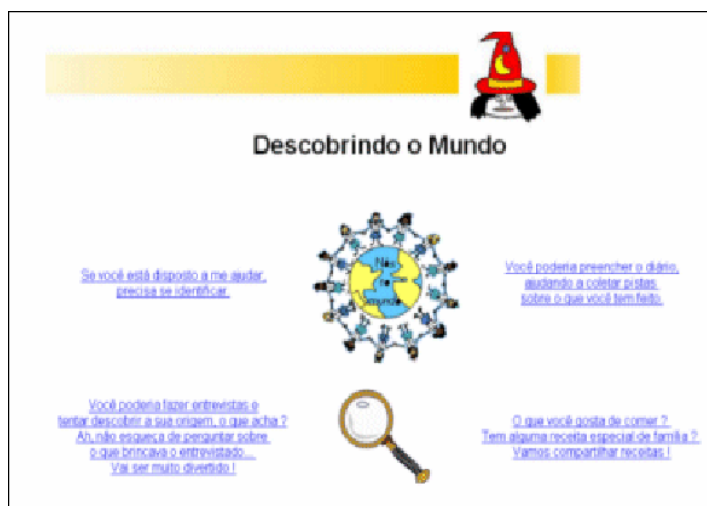 Descobrindo o Mundo
Se você está disposto a me ajudar,
precisa se identificar.
Nós
no
mundo
Você poderia preencher o diário,
ajudando a coletar pistas
sobre o que você tem feito.
Você poderia fazer entrevistas e
tentar descobrir a sua origem, o que acha ?
Ah, não esqueça de perguntar sobre
o que brincava o entrevistado...
Vai ser muito divertido !
O que você gosta de comer ?
Tem alguma receita especial de família ?
Vamos compartilhar receitas !